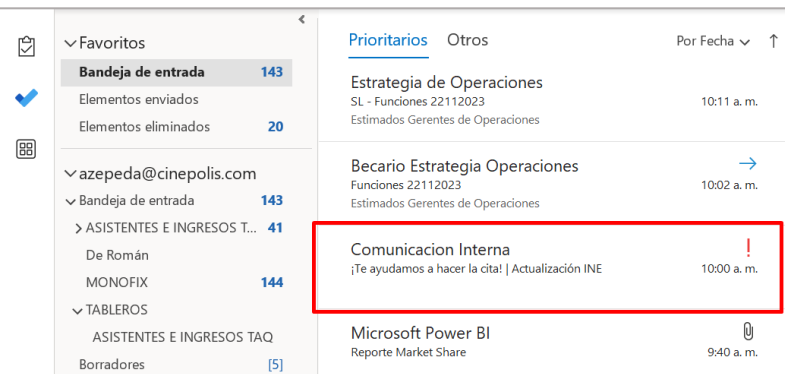 Favoritos
Bandeja de entrada 143
Elementos enviados
Elementos eliminados 20
azepeda@cinepolis.com
Bandeja de entrada 143
ASISTENTES E INGRESOS T... 41
De Román
MONOFIX 144
TABLEROS
ASISTENTES E INGRESOS TAQ
Borradores [5]
Prioritarios Otros Por Fecha
Estrategia de Operaciones
SL - Funciones 22112023 10:11 a. m.
Estimados Gerentes de Operaciones
Becario Estrategia Operaciones
Funciones 22112023 10:02 a. m.
Estimados Gerentes de Operaciones
Comunicacion Interna
¡Te ayudamos a hacer la cita! | Actualización INE 10:00 a. m.
Microsoft Power BI
Reporte Market Share 9:40 a. m.